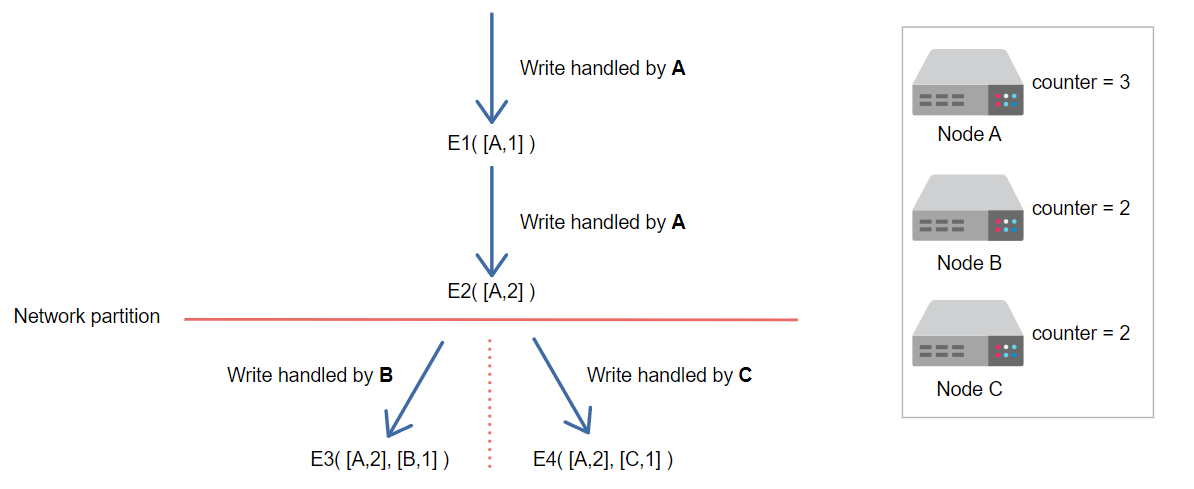 Write handled by A
E1( [A,1] )
Write handled by A
E2( [A,2] )
Network partition
Write handled by B
Write handled by C
E3( [A,2], [B,1] )
E4( [A,2], [C,1] )
counter = 3
Node A
counter = 2
Node B
counter = 2
Node C